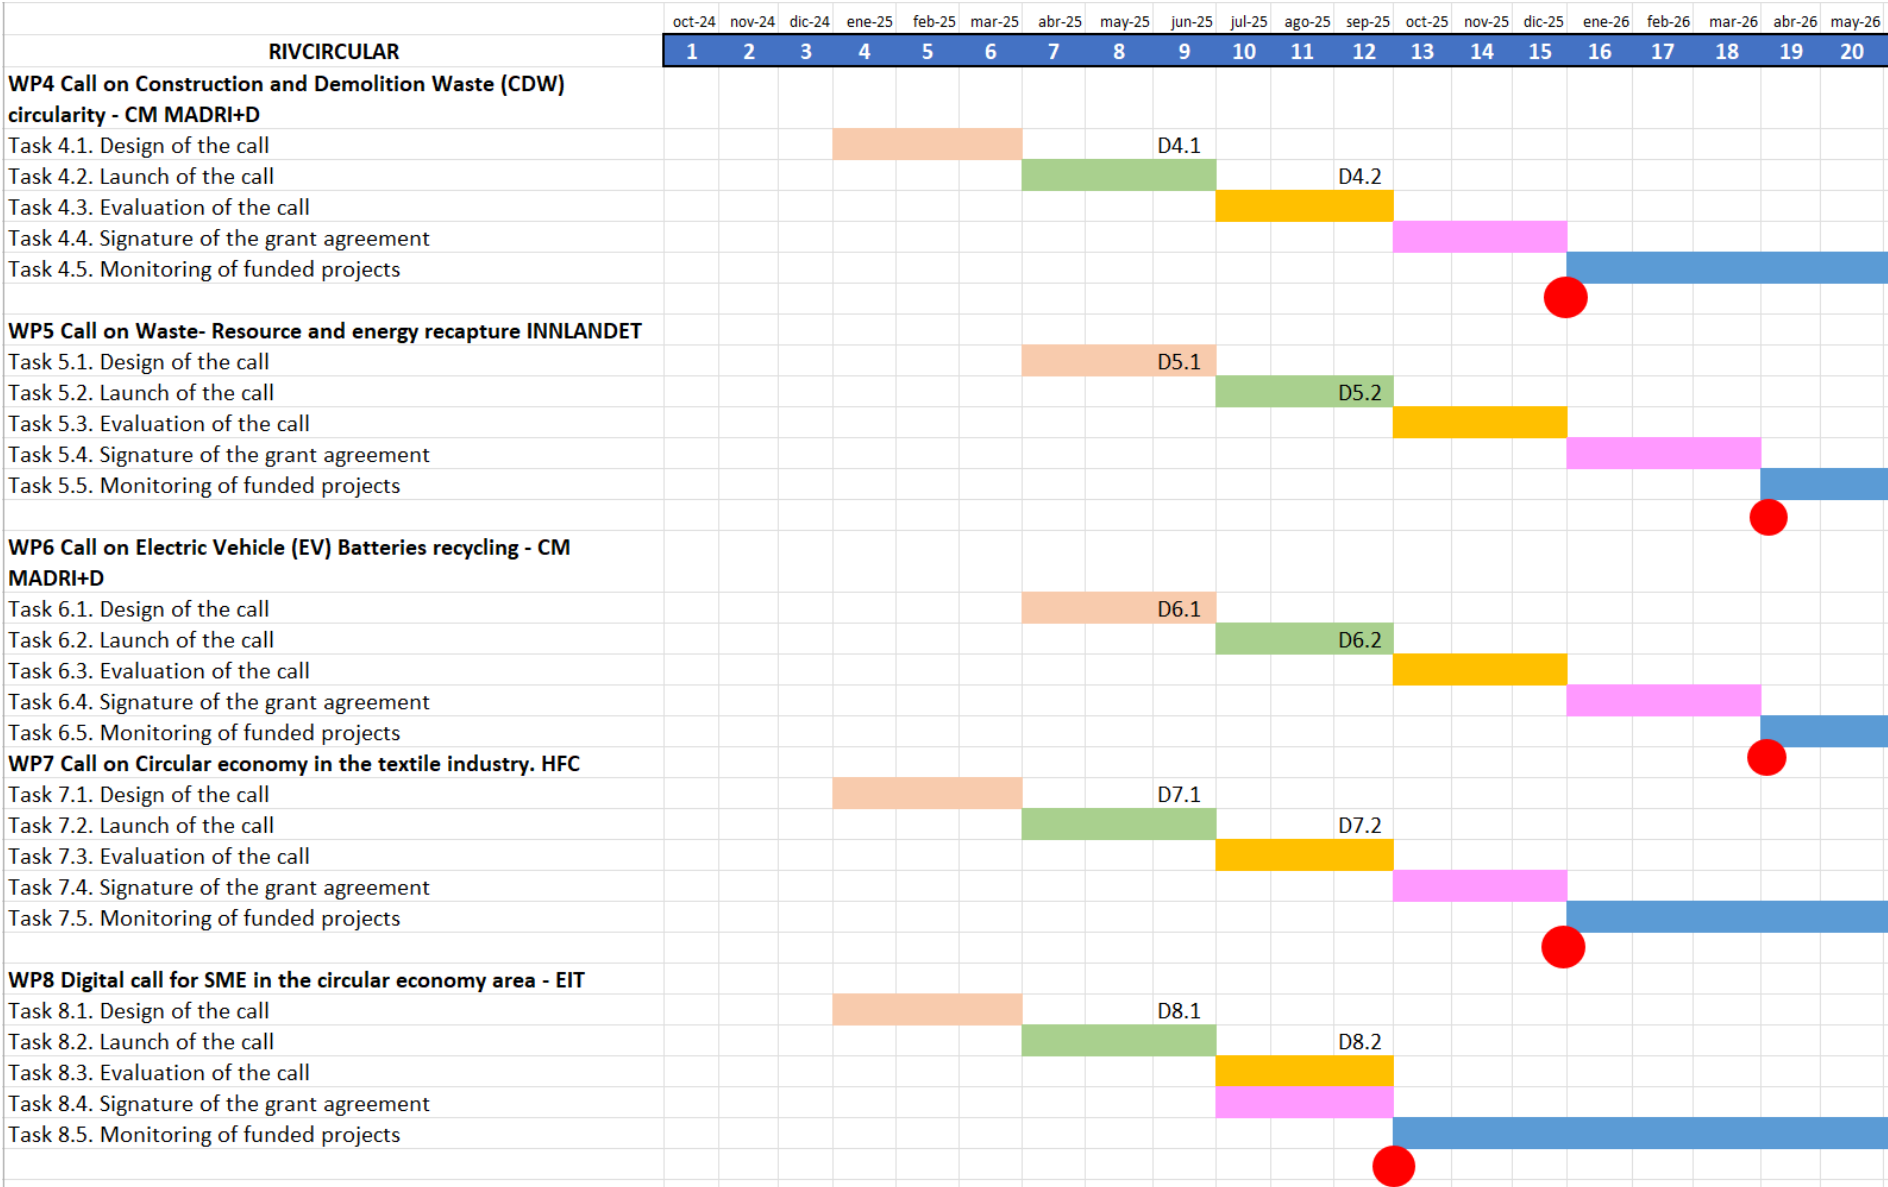 oct-24 nov-24 dic-24 ene-25 feb-25 mar-25 abr-25 may-25 jun-25 jul-25 ago-25 sep-25 oct-25 nov-25 dic-25 ene-26 feb-26 mar-26 abr-26 may-26
RIVCIRCULAR 1 2 3 4 5 6 7 8 9 10 11 12 13 14 15 16 17 18 19 20
WP4 Call on Construction and Demolition Waste (CDW)
circularity - CM MADRI+D
Task 4.1. Design of the call D4.1
Task 4.2. Launch of the call D4.2
Task 4.3. Evaluation of the call
Task 4.4. Signature of the grant agreement
Task 4.5. Monitoring of funded projects
WP5 Call on Waste- Resource and energy recapture INNLANDET
Task 5.1. Design of the call D5.1
Task 5.2. Launch of the call D5.2
Task 5.3. Evaluation of the call
Task 5.4. Signature of the grant agreement
Task 5.5. Monitoring of funded projects
WP6 Call on Electric Vehicle (EV) Batteries recycling - CM
MADRI+D
Task 6.1. Design of the call D6.1
Task 6.2. Launch of the call D6.2
Task 6.3. Evaluation of the call
Task 6.4. Signature of the grant agreement
Task 6.5. Monitoring of funded projects
WP7 Call on Circular economy in the textile industry. HFC
Task 7.1. Design of the call D7.1
Task 7.2. Launch of the call D7.2
Task 7.3. Evaluation of the call
Task 7.4. Signature of the grant agreement
Task 7.5. Monitoring of funded projects
WP8 Digital call for SME in the circular economy area - EIT
Task 8.1. Design of the call D8.1
Task 8.2. Launch of the call D8.2
Task 8.3. Evaluation of the call
Task 8.4. Signature of the grant agreement
Task 8.5. Monitoring of funded projects